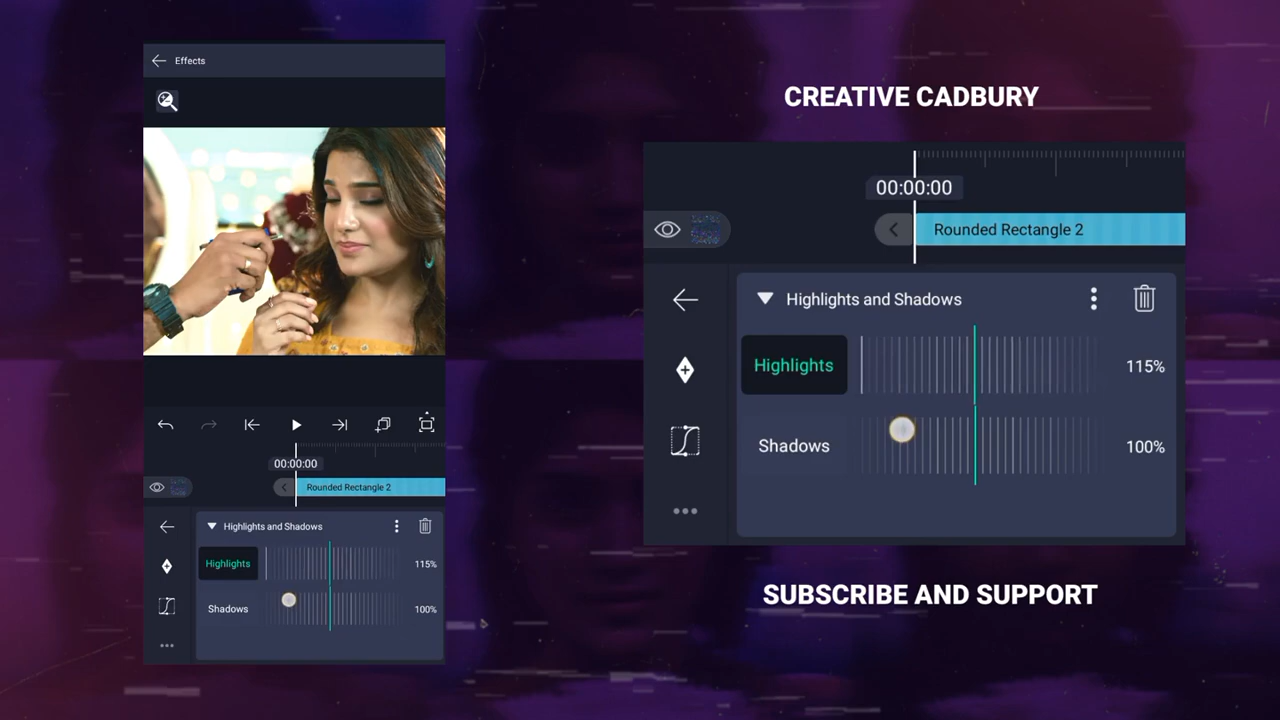 Effects
00:00:00
Rounded Rectangle 2
Highlights and Shadows
Highlights
115%
Shadows
100%
CREATIVE CADBURY
00:00:00
Rounded Rectangle 2
Highlights and Shadows
Highlights
115%
Shadows
100%
SUBSCRIBE AND SUPPORT